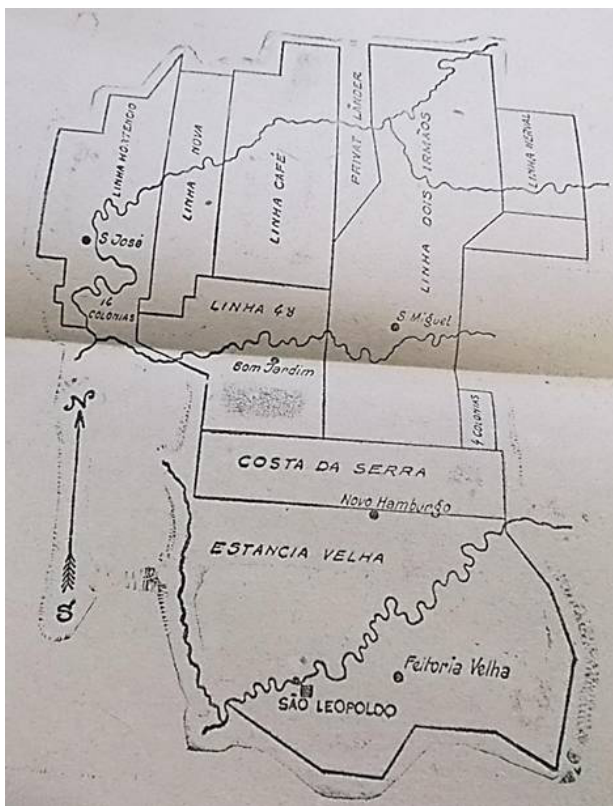 LINHA HORTENCIO
LINHA NOVA
LINHA CAFÉ
PRIVAT LÄNDER
LINHA DOIS IRMÃOS
LINHA HERVAL
S. José
16
COLONIAS
LINHA 48
S Miguel
Bom Jardim
4 COLONIAS
N
COSTA DA SERRA
Novo Hamburgo
ESTÂNCIA VELHA
S
Feitoria Velha
SÃO LEOPOLDO